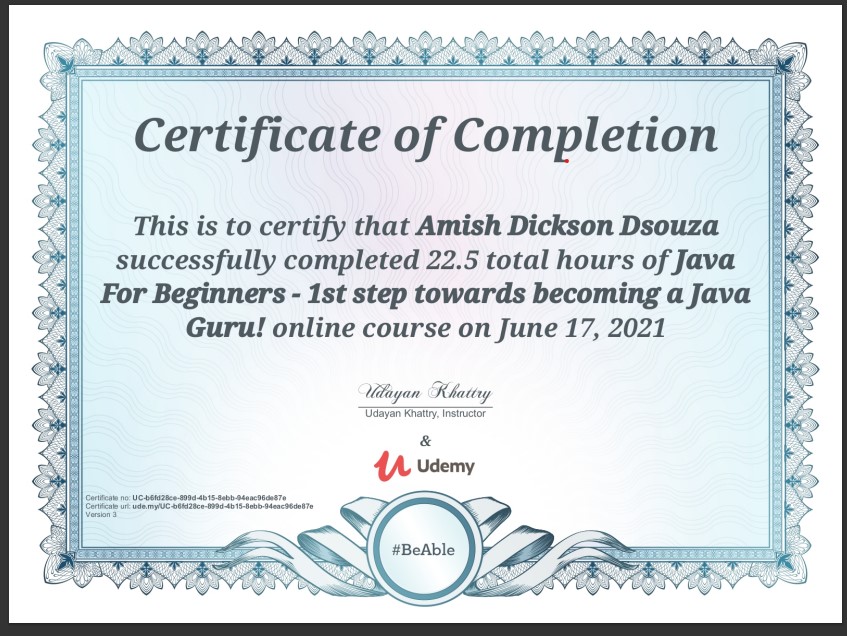 Certificate of Completion
This is to certify that Amish Dickson Dsouza
successfully completed 22.5 total hours of Java
For Beginners - 1st step towards becoming a Java
Guru! online course on June 17, 2021
Udayan Khattry
Udayan Khattry, Instructor
&
Udemy
Certificate no: UC-b6fd28ce-899d-4b15-8ebb-94eac96de87e
Certificate url: ude.my/UC-b6fd28ce-899d-4b15-8ebb-94eac96de87e
Version 3
#BeAble